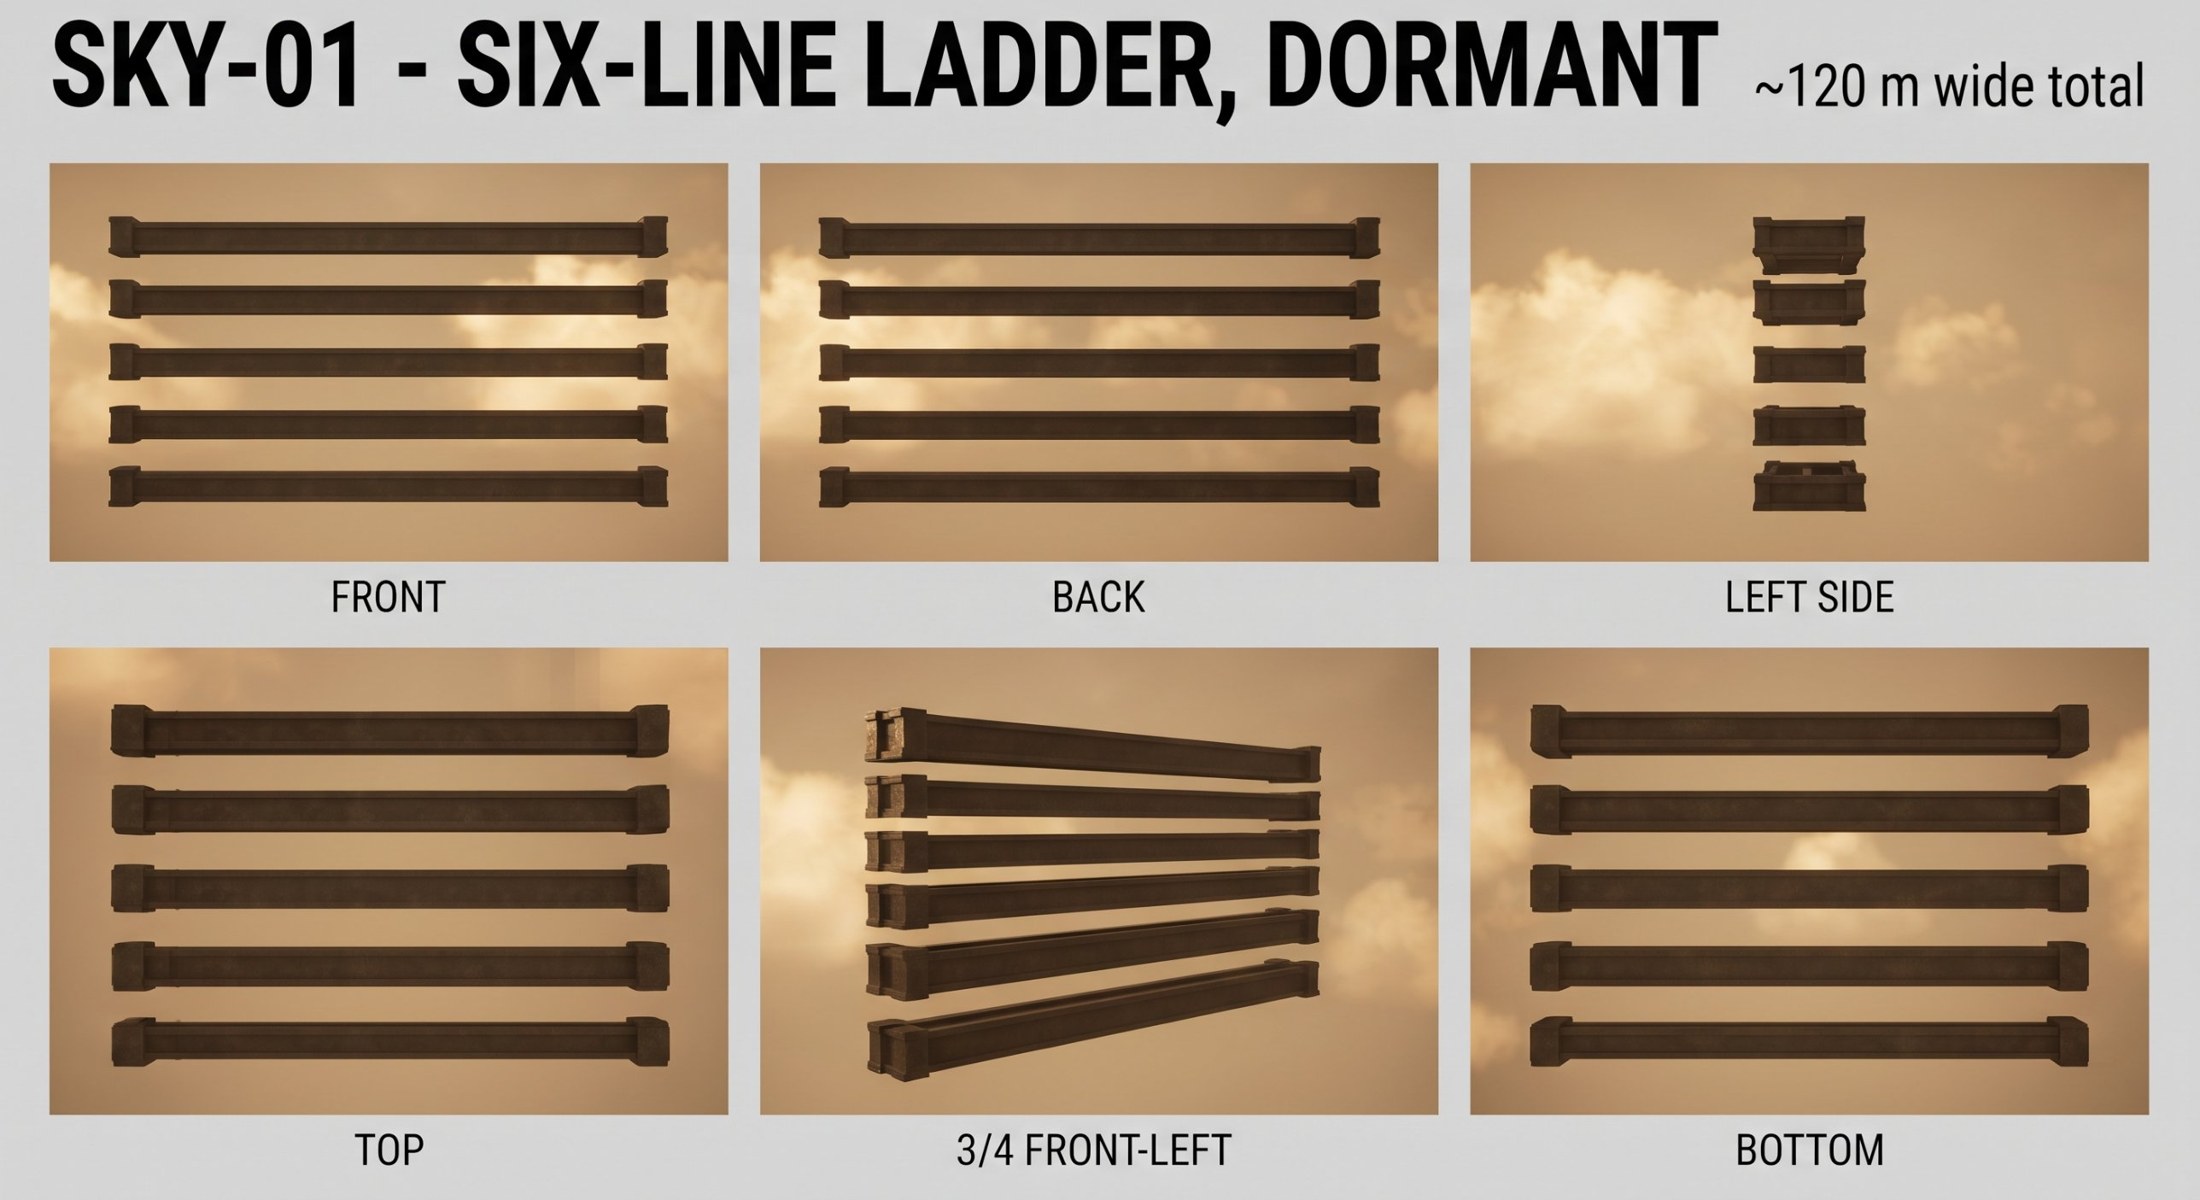 SKY-01 - SIX-LINE LADDER, DORMANT ~120 m wide total
FRONT
BACK
LEFT SIDE
TOP
3/4 FRONT-LEFT
BOTTOM